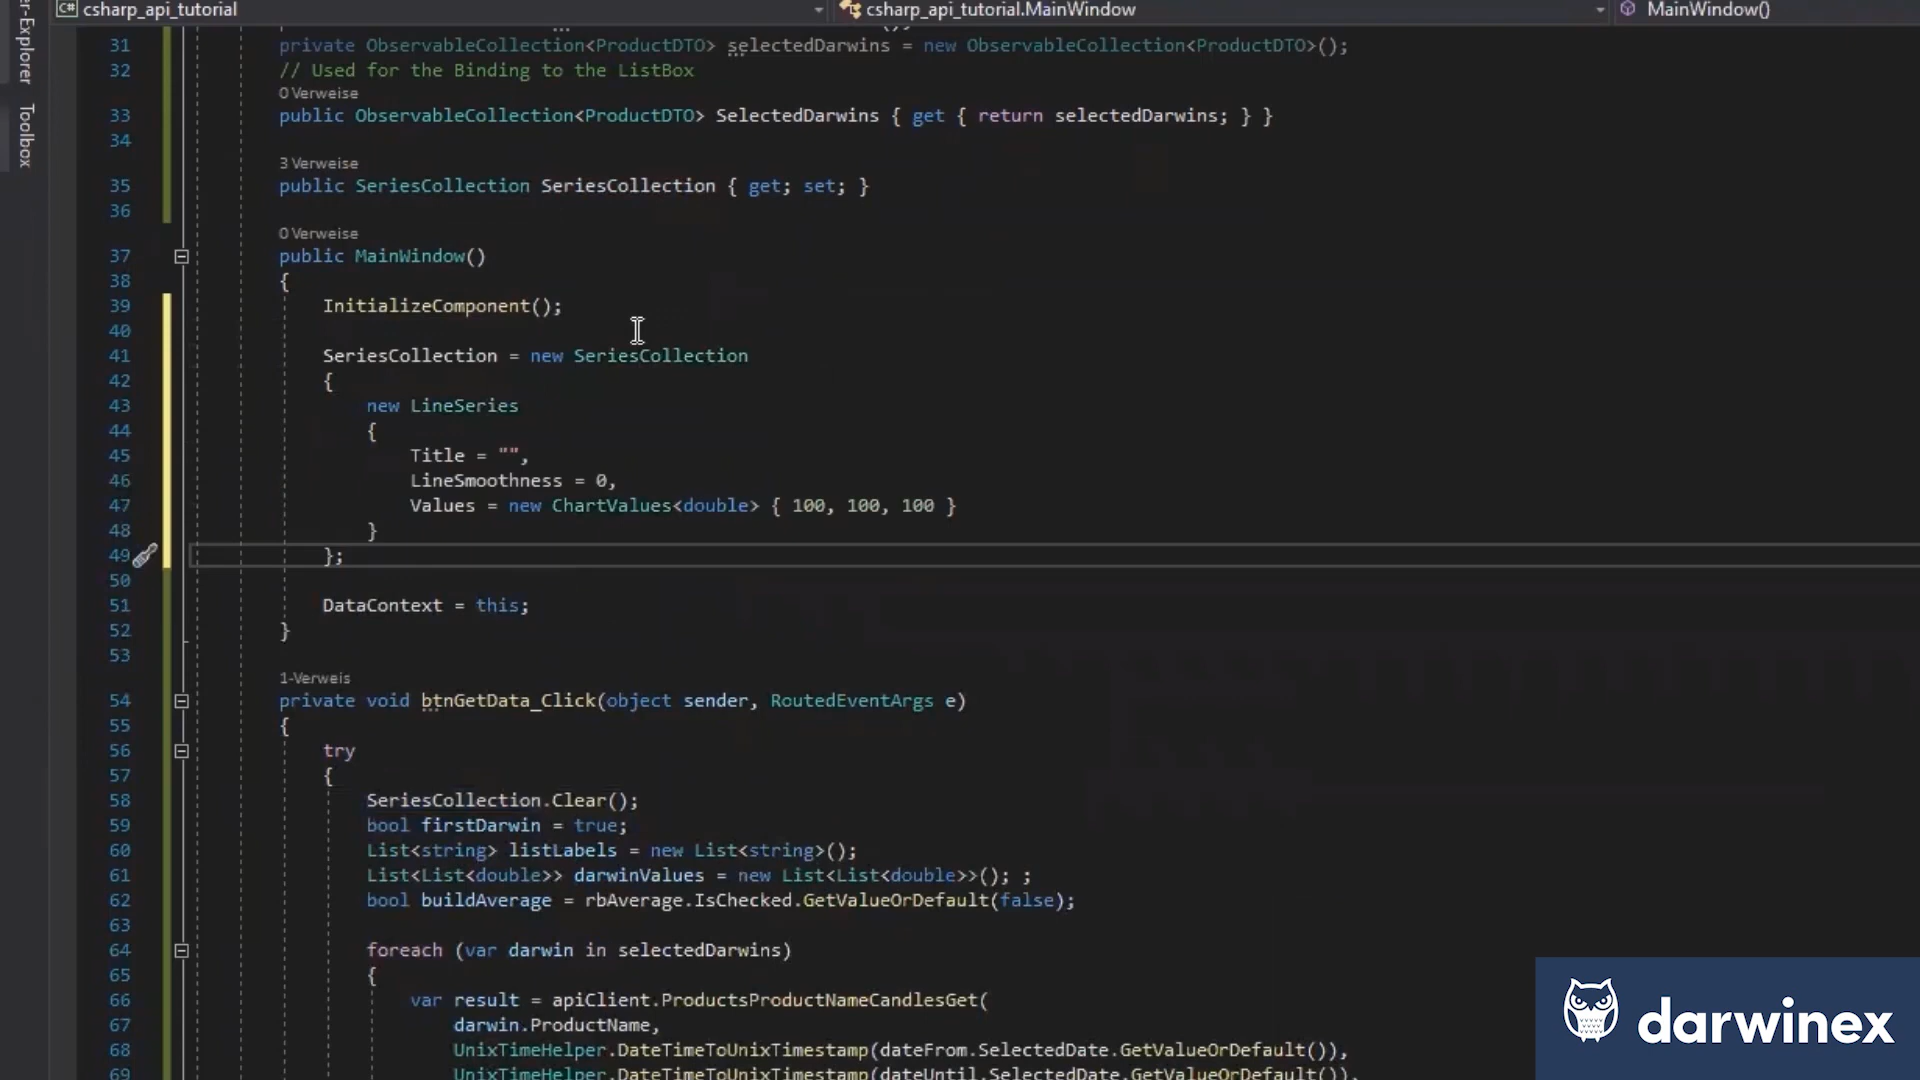 csharp_api_tutorial
csharp_api_tutorial.MainWindow
MainWindow()
er-Explorer
Toolbox
31 private ObservableCollection<ProductDTO> selectedDarwins = new ObservableCollection<ProductDTO>();
32 // Used for the Binding to the ListBox
0 Verweise
33 public ObservableCollection<ProductDTO> SelectedDarwins { get { return selectedDarwins; } }
34
3 Verweise
35 public SeriesCollection SeriesCollection { get; set; }
36
0 Verweise
37 public MainWindow()
38 {
39 InitializeComponent();
40
41 SeriesCollection = new SeriesCollection
42 {
43 new LineSeries
44 {
45 Title = "",
46 LineSmoothness = 0,
47 Values = new ChartValues<double> { 100, 100, 100 }
48 }
49 };
50
51 DataContext = this;
52 }
53
1-Verweis
54 private void btnGetData_Click(object sender, RoutedEventArgs e)
55 {
56 try
57 {
58 SeriesCollection.Clear();
59 bool firstDarwin = true;
60 List<string> listLabels = new List<string>();
61 List<List<double>> darwinValues = new List<List<double>>(); ;
62 bool buildAverage = rbAverage.IsChecked.GetValueOrDefault(false);
63
64 foreach (var darwin in selectedDarwins)
65 {
66 var result = apiClient.ProductsProductNameCandlesGet(
67 darwin.ProductName,
68 UnixTimeHelper.DateTimeToUnixTimestamp(dateFrom.SelectedDate.GetValueOrDefault()),
69 UnixTimeHelper.DateTimeToUnixTimestamp(dateUntil.SelectedDate.GetValueOrDefault()),
darwinex